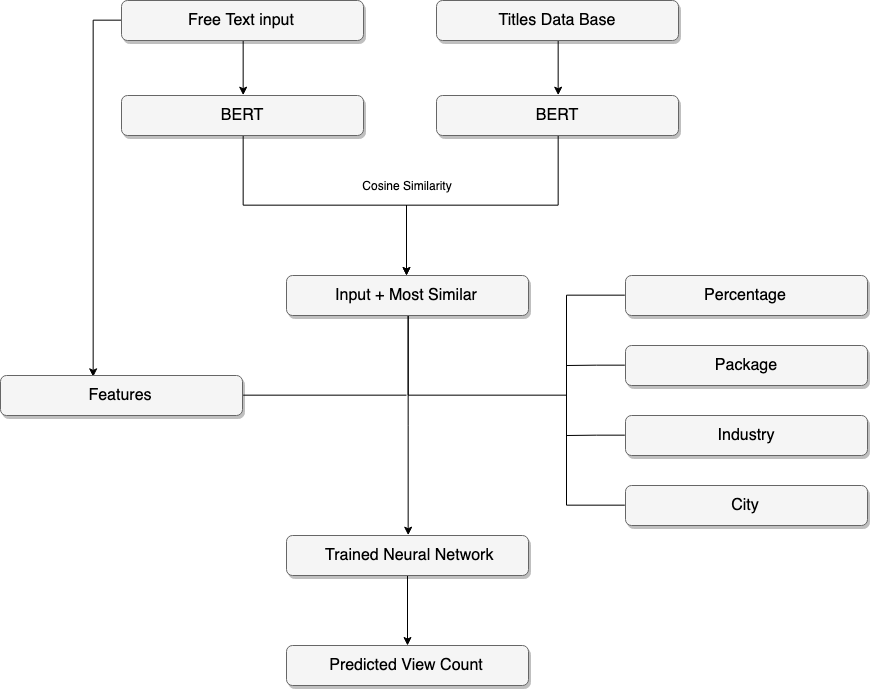 Free Text input
Titles Data Base
BERT
BERT
Cosine Similarity
Input + Most Similar
Percentage
Package
Features
Industry
City
Trained Neural Network
Predicted View Count